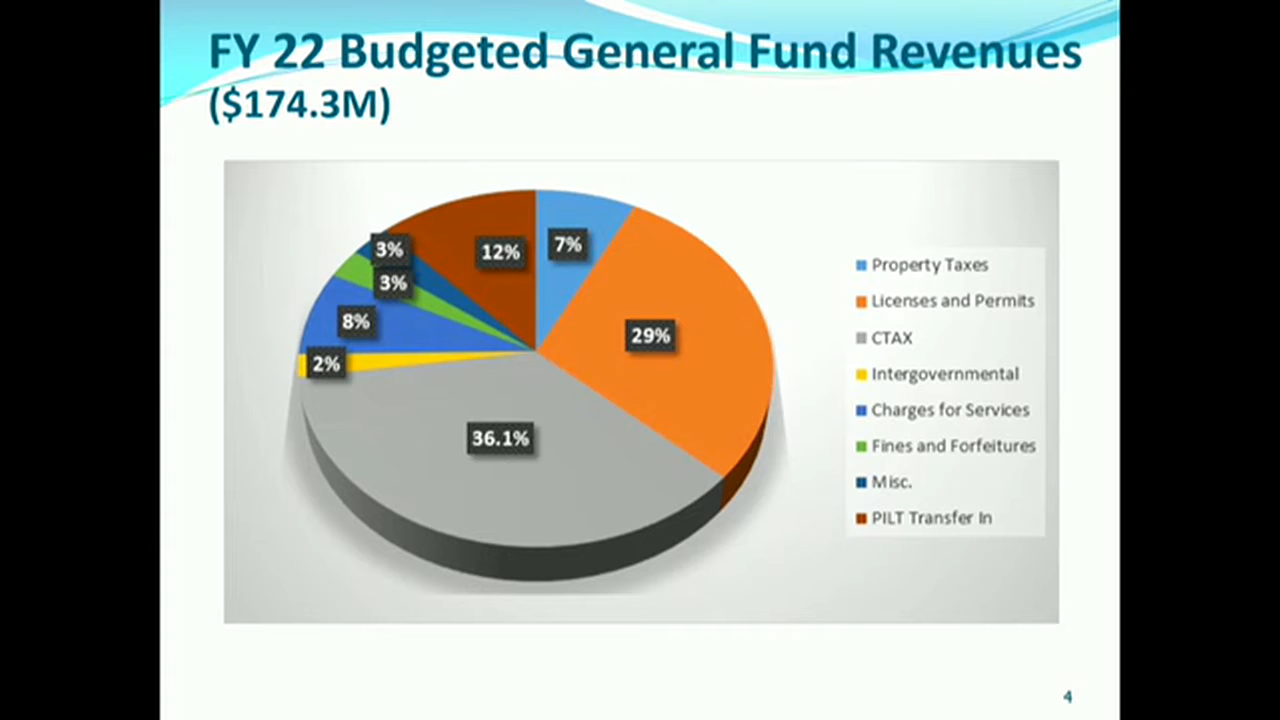 FY 22 Budgeted General Fund Revenues
($174.3M)
3%
12%
7%
3%
8%
29%
2%
36.1%
Property Taxes
Licenses and Permits
CTAX
Intergovernmental
Charges for Services
Fines and Forfeitures
Misc.
PILT Transfer In
4